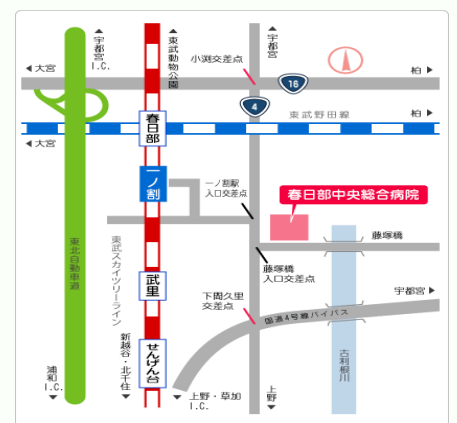 宇都宮
I.C.
東武動物公園
宇都宮
小渕交差点
大宮
柏
16
4
東武野田線
柏
春日部
大宮
一ノ割
一ノ割駅
入口交差点
春日部中央総合病院
東北自動車道
東武スカイツリーライン
藤塚橋
武里
藤塚橋
入口交差点
下間久里
交差点
宇都宮
国道4号線バイパス
新越谷・北千住
せんげん台
古利根川
浦和
I.C.
上野・草加
I.C.
上野